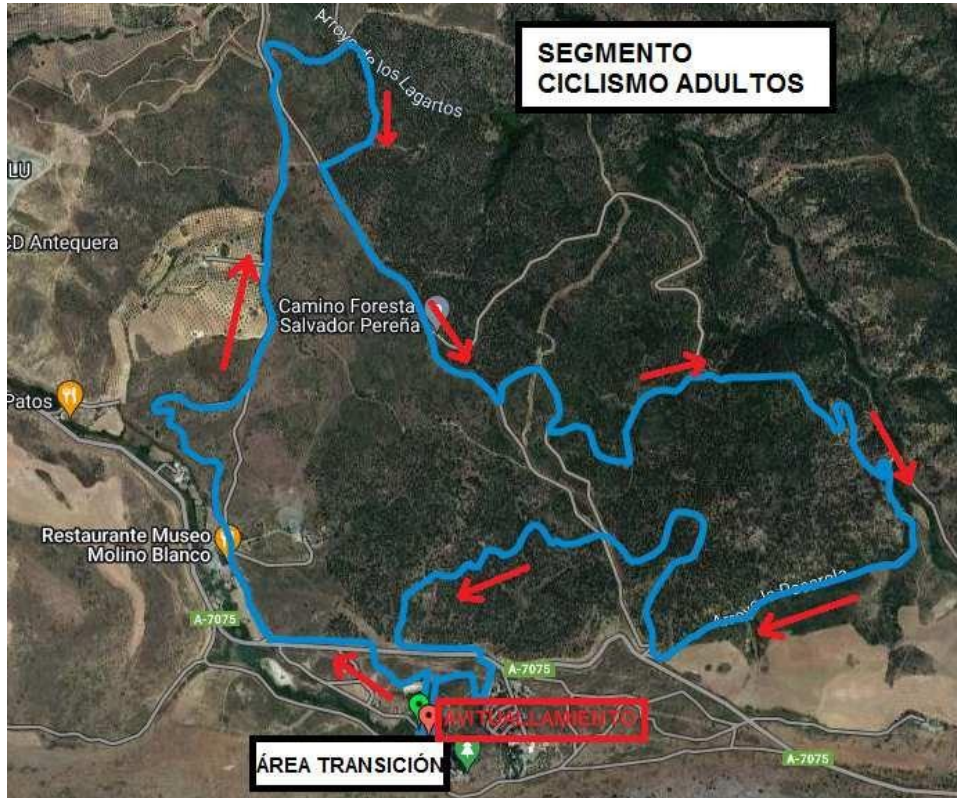 SEGMENTO
CICLISMO ADULTOS
Arroyo de los Lagartos
LU
CD Antequera
Camino Foresta
Salvador Pereña
Patos
Restaurante Museo
Molino Blanco
A-7075
A-7075
AVITUALLAMIENTO
ÁREA TRANSICIÓN
A-7075